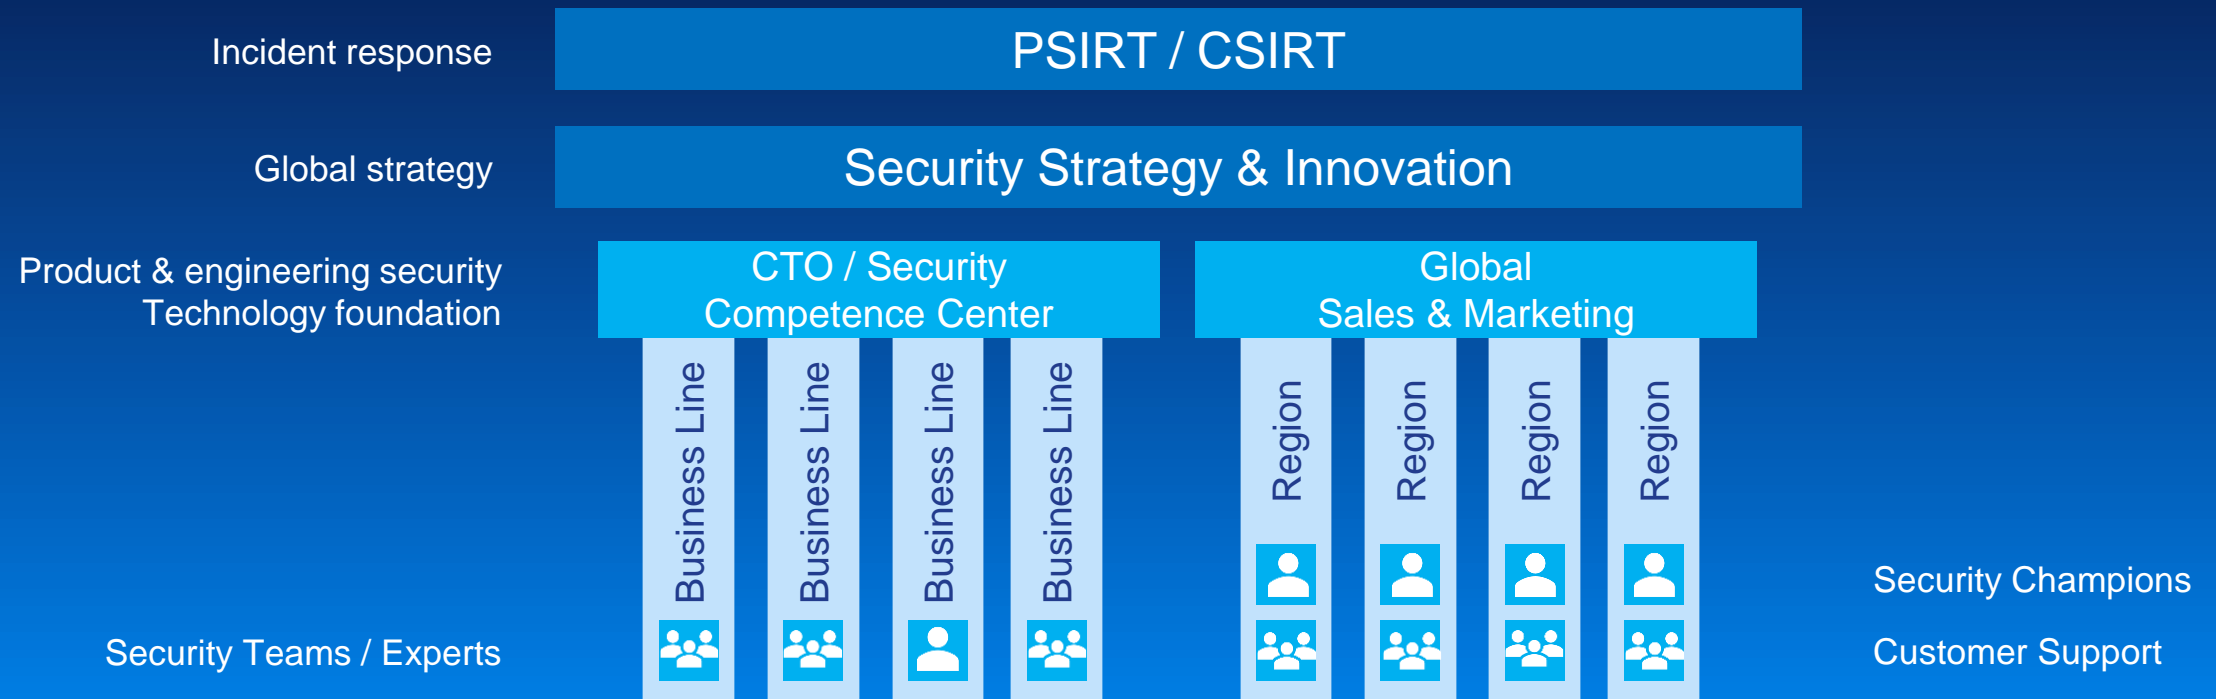 Incident response
PSIRT / CSIRT
Global strategy
Security Strategy & Innovation
Product & engineering security
Technology foundation
CTO / Security
Competence Center
Global
Sales & Marketing
Business Line
Business Line
Business Line
Business Line
Region
Region
Region
Region
Security Champions
Security Teams / Experts
Customer Support